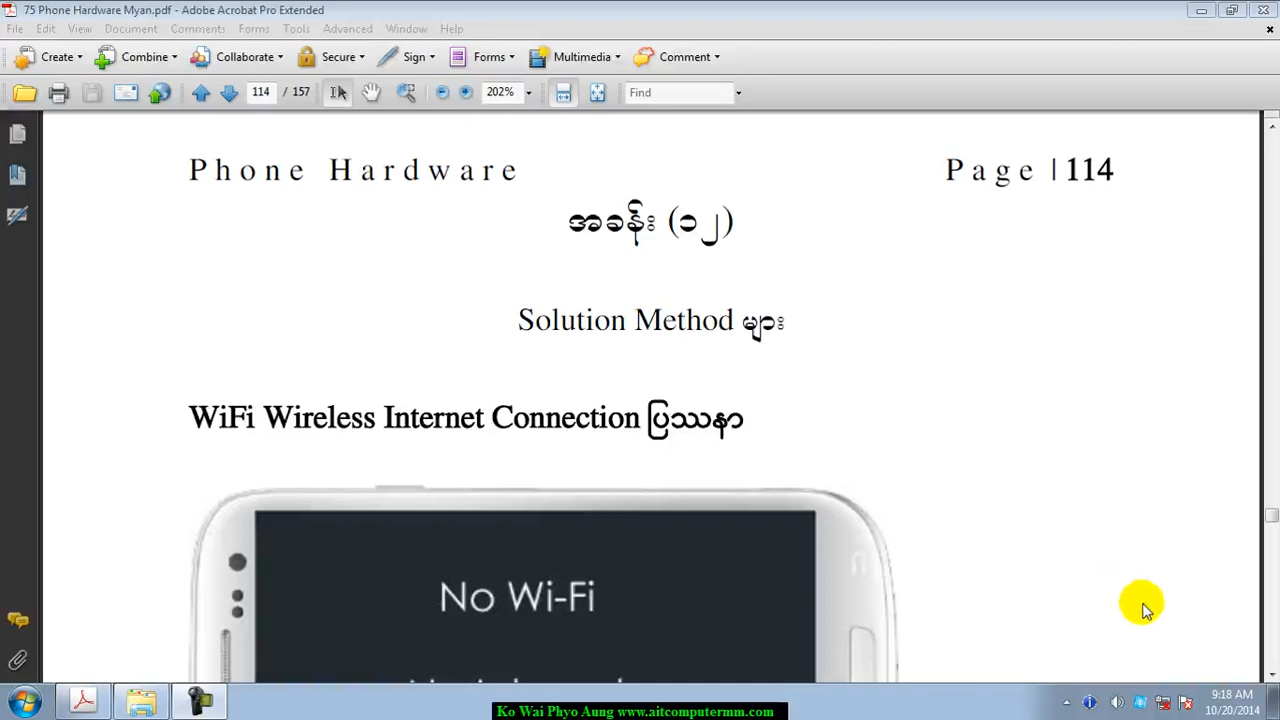 75 Phone Hardware Myan.pdf - Adobe Acrobat Pro Extended
File Edit View Document Comments Forms Tools Advanced Window Help
Create Combine Collaborate Secure Sign Forms Multimedia Comment
114 / 157 202% Find
Phone Hardware Page |114
အခန်း (၁၂)
Solution Method များ
WiFi Wireless Internet Connection ပြဿနာ
No Wi-Fi
9:18 AM
10/20/2014
Ko Wai Phyo Aung www.aitcomputermm.com